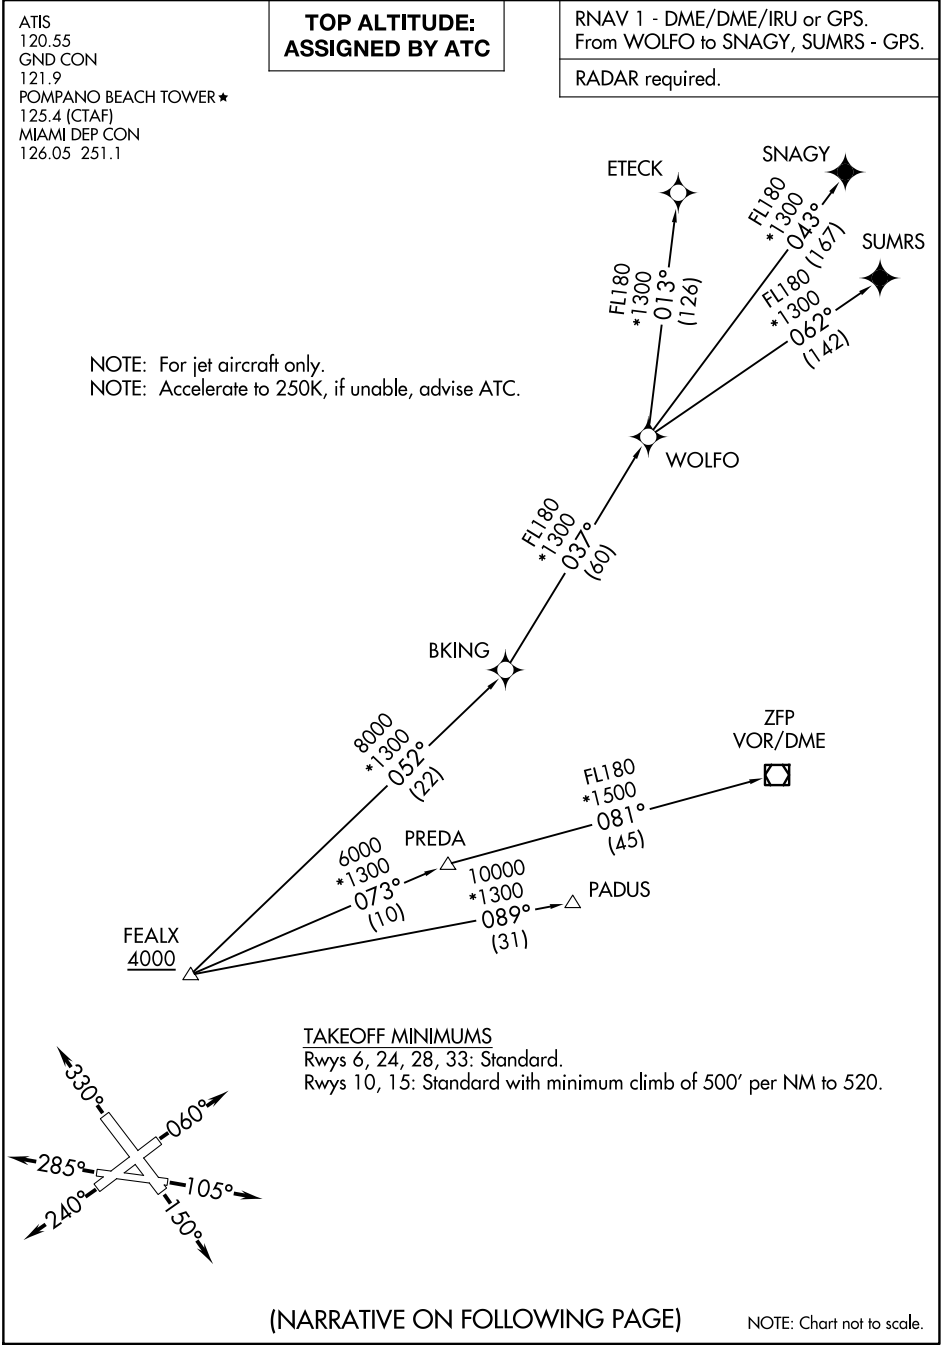 ATIS
120.55
GND CON
121.9
POMPANO BEACH TOWER★
125.4 (CTAF)
MIAMI DEP CON
126.05 251.1
TOP ALTITUDE:
ASSIGNED BY ATC
RNAV 1 - DME/DME/IRU or GPS.
From WOLFO to SNAGY, SUMRS - GPS.
RADAR required.
SNAGY
ETECK
FL180
*1300
043°
(167)
SUMRS
FL180
*1300
013°
(126)
FL180
*1300
062°
(142)
NOTE: For jet aircraft only.
NOTE: Accelerate to 250K, if unable, advise ATC.
WOLFO
FL180
*1300
037°
(60)
BKING
8000
*1300
052°
(22)
ZFP
VOR/DME
FL180
*1500
081°
(45)
PREDA
6000
*1300
073°
(10)
10000
*1300
089°
(31)
PADUS
FEALX
4000
TAKEOFF MINIMUMS
Rwys 6, 24, 28, 33: Standard.
Rwys 10, 15: Standard with minimum climb of 500' per NM to 520.
330°
060°
285°
105°
240°
150°
(NARRATIVE ON FOLLOWING PAGE)
NOTE: Chart not to scale.